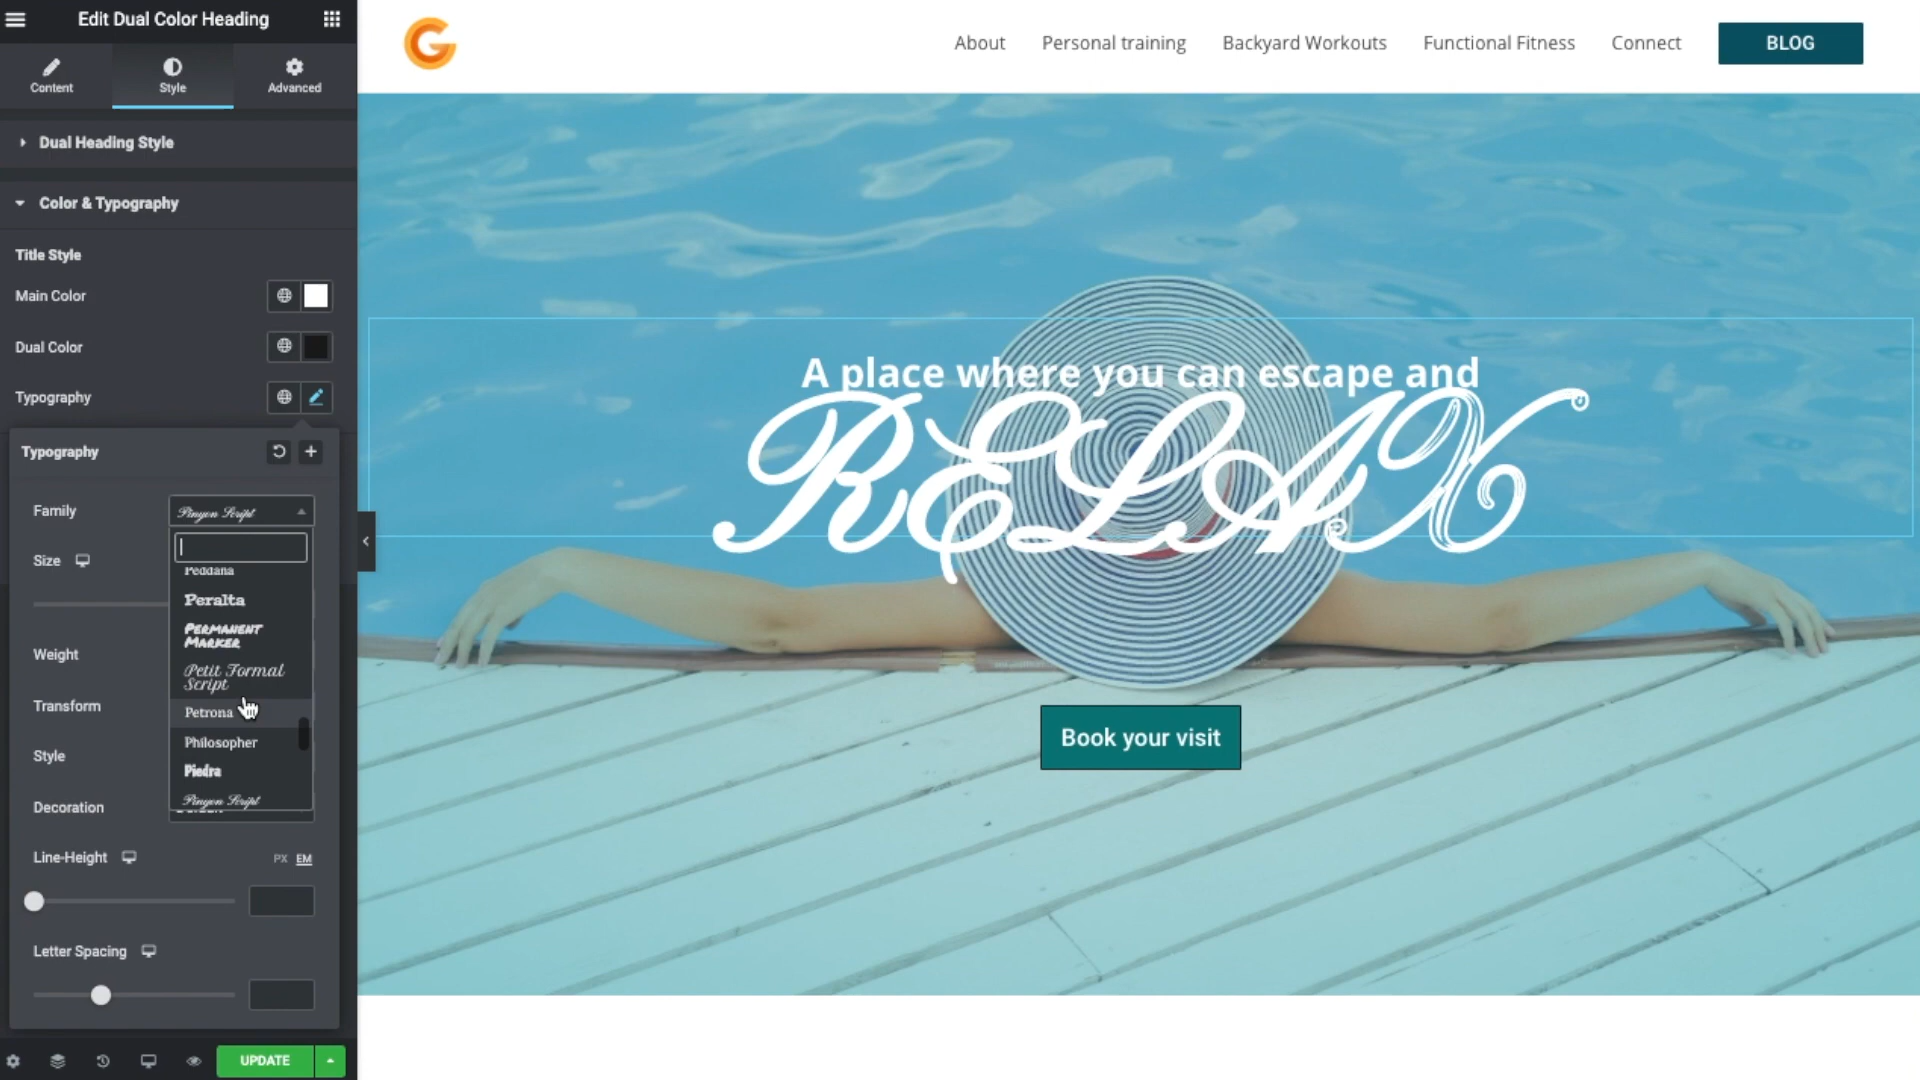 Edit Dual Color Heading
Content
Style
Advanced
Dual Heading Style
Color & Typography
Title Style
Main Color
Dual Color
Typography
Typography
Family
Pinyon Script
Size
Peddana
Peralta
Permanent
Marker
Petit Formal
Script
Petrona
Philosopher
Piedra
Pinyon Script
Weight
Transform
Style
Decoration
Line-Height
PX EM
Letter Spacing
UPDATE
G
About
Personal training
Backyard Workouts
Functional Fitness
Connect
BLOG
A place where you can escape and
RELAX
Book your visit